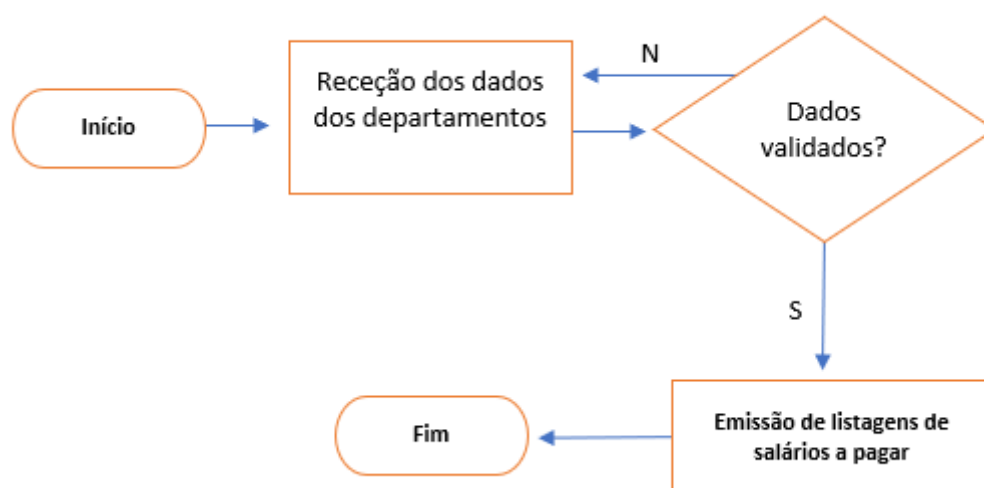 Início
Receção dos dados
dos departamentos
N
Dados
validados?
S
Emissão de listagens de
salários a pagar
Fim